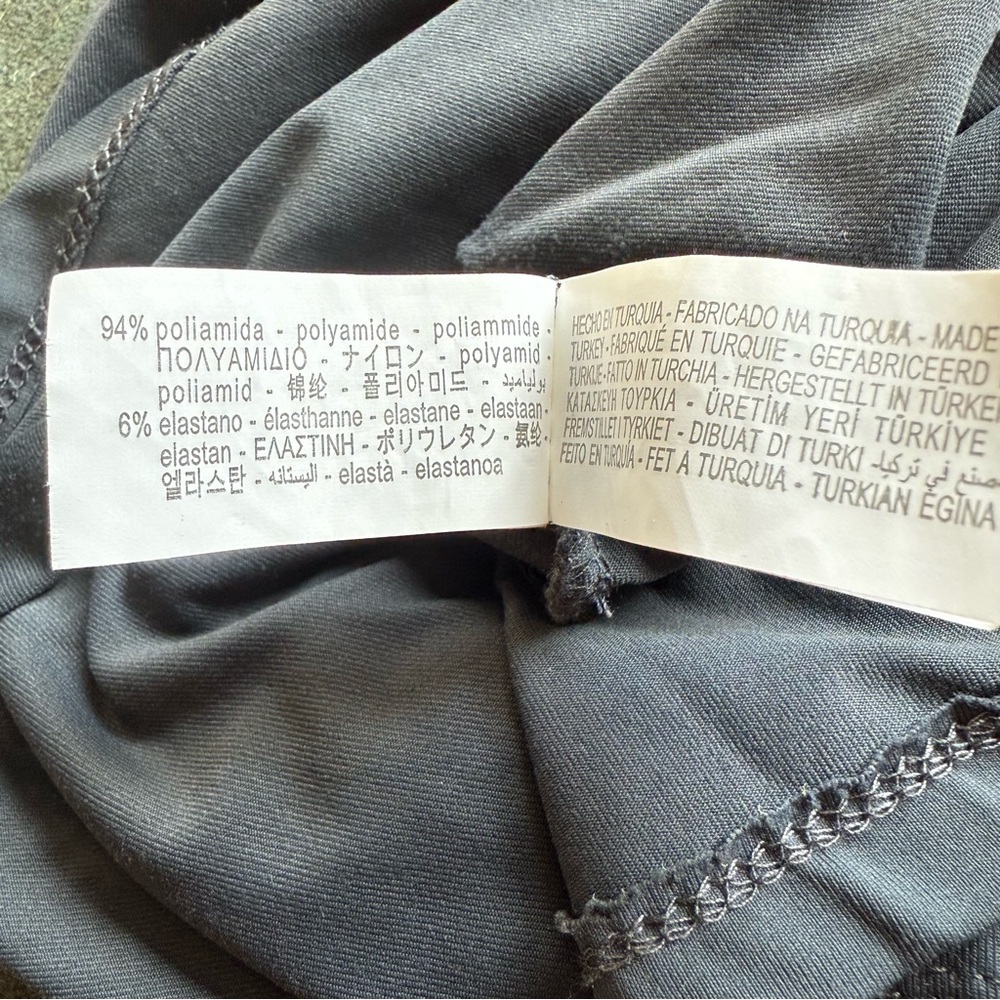 94% poliamida - polyamide - poliammide -
ΠΟΛΥΑΜΙΔΙΟ - ナイロン - polyamid -
poliamid - 锦纶 - 폴리아미드 - بولياميد
6% elastano - élasthanne - elastane - elastaan -
elastan - ΕΛΑΣΤΙΝΗ - ポリウレタン - 氨纶 -
엘라스탄 - الیستانه - elastà - elastanoa
HECHO EN TURQUIA - FABRICADO NA TURQUIA - MADE
TURKEY - FABRIQUÉ EN TURQUIE - GEFABRICEERD
TURKIJE - FATTO IN TURCHIA - HERGESTELLT IN TÜRKEI
ΚΑΤΑΣΚΕΥΗ ΤΟΥΡΚΙΑ - ÜRETİM YERİ TÜRKİYE
FREMSTILLET I TYRKIET - DIBUAT DI TURKI - صنع في تركيا
FEITO EN TURQUÍA - FET A TURQUIA - TURKIAN EGINA